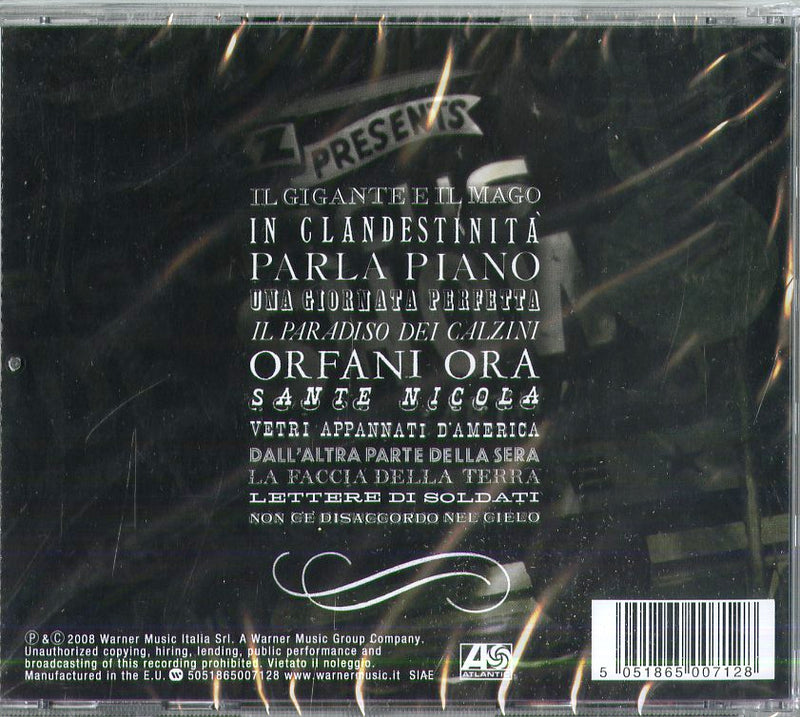 Z PRESENTS
IL GIGANTE E IL MAGO
IN CLANDESTINITÀ
PARLA PIANO
UNA GIORNATA PERFETTA
IL PARADISO DEI CALZINI
ORFANI ORA
SANTE NICOLA
VETRI APPANNATI D'AMERICA
DALL'ALTRA PARTE DELLA SERA
LA FACCIA DELLA TERRA
LETTERE DI SOLDATI
NON C'È DISACCORDO NEL CIELO
Ⓟ & © 2008 Warner Music Italia Srl. A Warner Music Group Company.
Unauthorized copying, hiring, lending, public performance and
broadcasting of this recording prohibited. Vietato il noleggio.
Manufactured in the E.U. 5051865007128 www.warnermusic.it SIAE
ATLANTIC
5 051865 007128